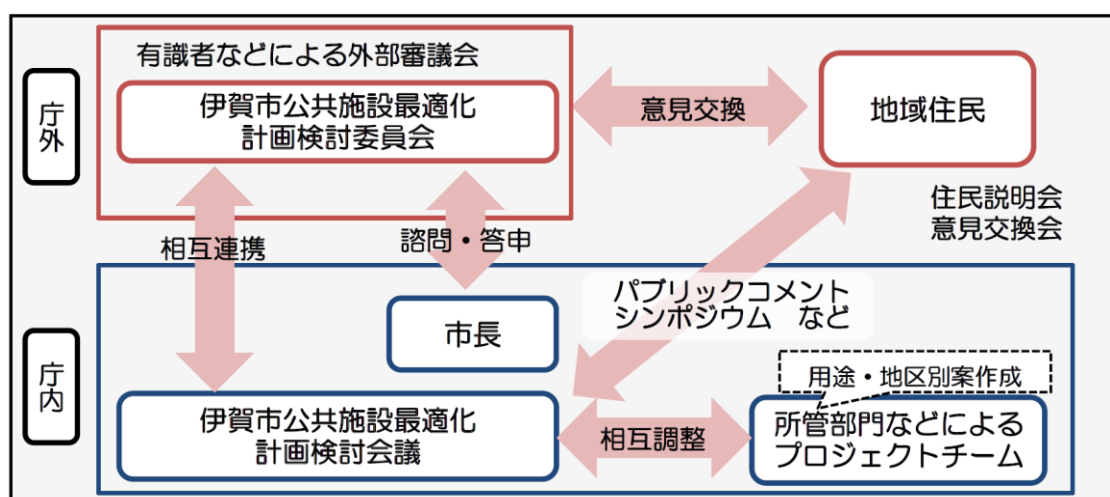 庁外
有識者などによる外部審議会
伊賀市公共施設最適化
計画検討委員会
意見交換
地域住民
住民説明会
意見交換会
相互連携
諮問・答申
パブリックコメント
シンポジウム など
庁内
市長
伊賀市公共施設最適化
計画検討会議
相互調整
用途・地区別案作成
所管部門などによる
プロジェクトチーム